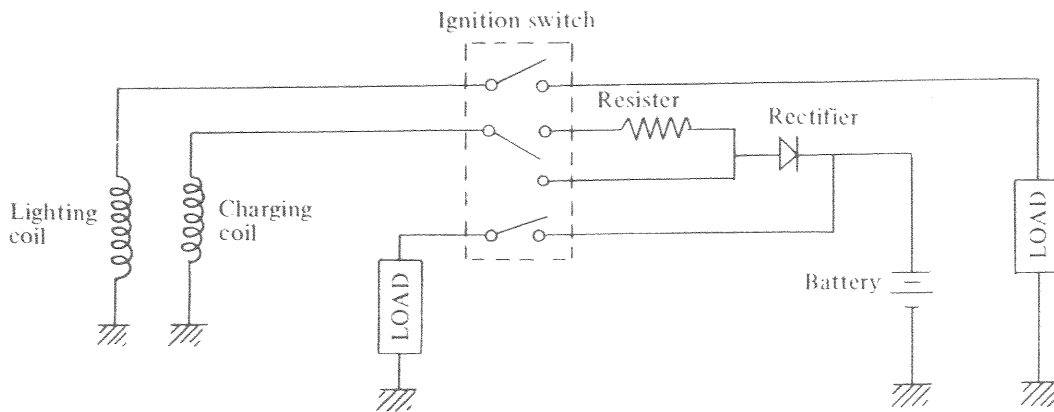 Ignition switch
Resister
Rectifier
Lighting
coil
Charging
coil
LOAD
Battery
LOAD